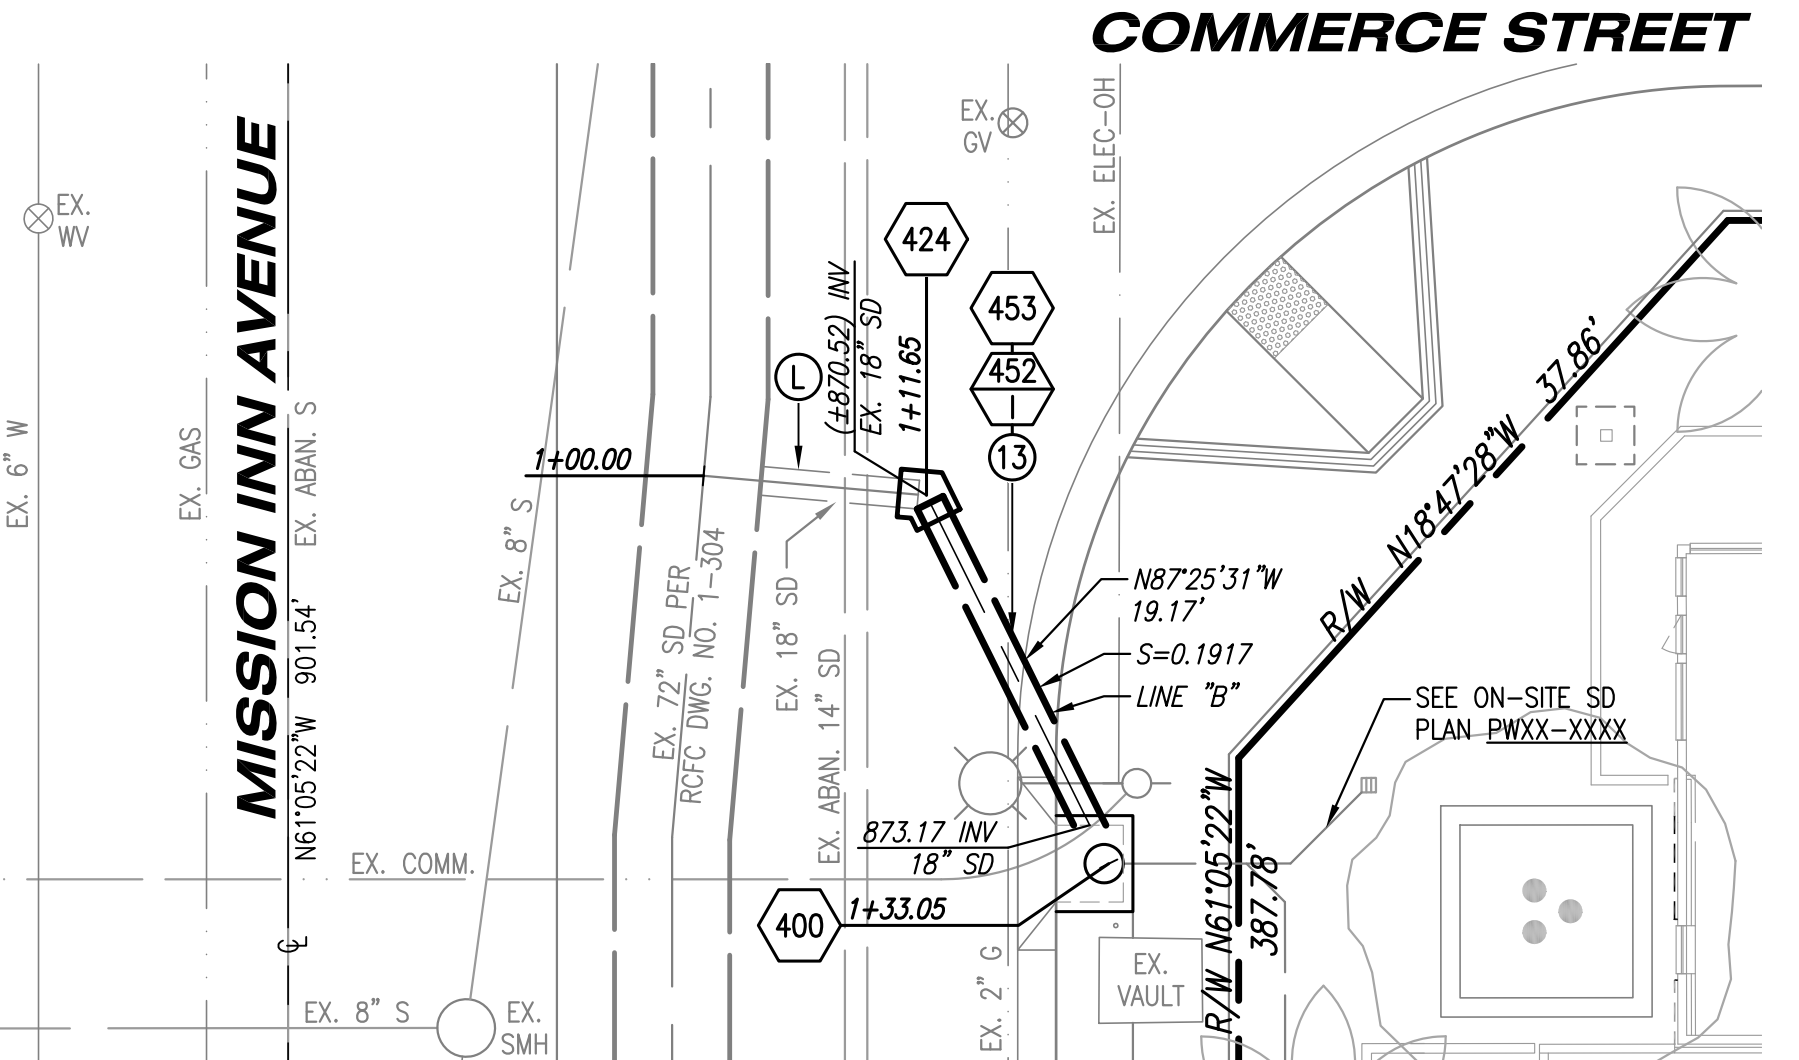 COMMERCE STREET
MISSION INN AVENUE
EX.
WV
EX.
GV
EX. ELEC-OH
424
453
452
13
L
(±870.52) INV
EX. 18" SD
1+11.65
1+00.00
EX. 6" W
EX. GAS
EX. ABAN. S
N61°05'22"W 901.54'
EX. 8" S
EX. 72" SD PER
RCFC DWG. NO. 1-304
EX. 18" SD
EX. ABAN. 14" SD
N87°25'31"W
19.17'
S=0.1917
LINE "B"
37.86'
N18°47'28"W
R/W
SEE ON-SITE SD
PLAN PWXX-XXXX
873.17 INV
18" SD
EX. COMM.
400
1+33.05
R/W N61°05'22"W
387.78'
EX. 2" G
EX.
VAULT
CL
EX. 8" S
EX.
SMH